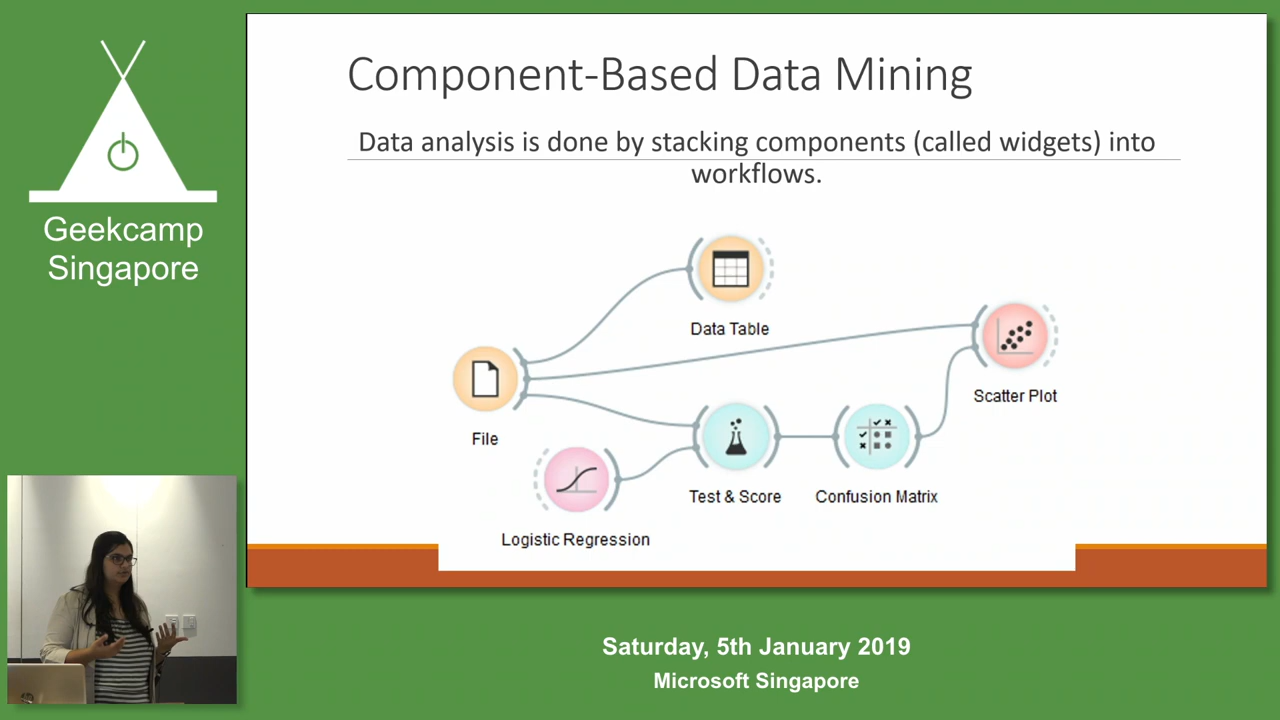 Geekcamp
Singapore
Component-Based Data Mining
Data analysis is done by stacking components (called widgets) into
workflows.
Data Table
Scatter Plot
File
Test & Score
Confusion Matrix
Logistic Regression
Saturday, 5th January 2019
Microsoft Singapore